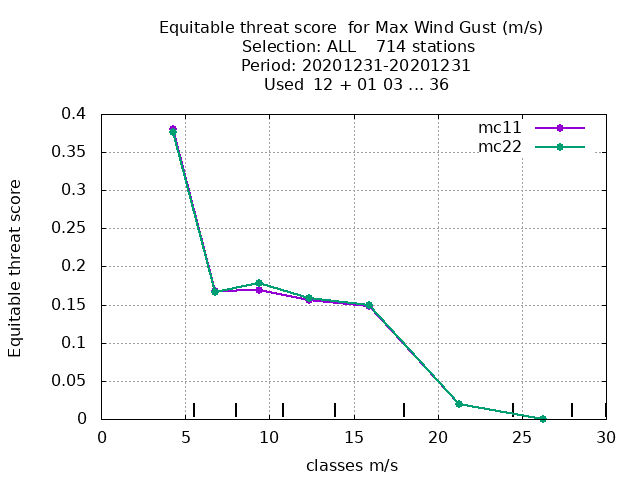 Equitable threat score  for Max Wind Gust (m/s)
Selection: ALL    714 stations
Period: 20201231-20201231
Used  12 + 01 03 ... 36
mc11
mc22
0.4
0.35
0.3
0.25
0.2
0.15
0.1
0.05
0
Equitable threat score
0 5 10 15 20 25 30
classes m/s